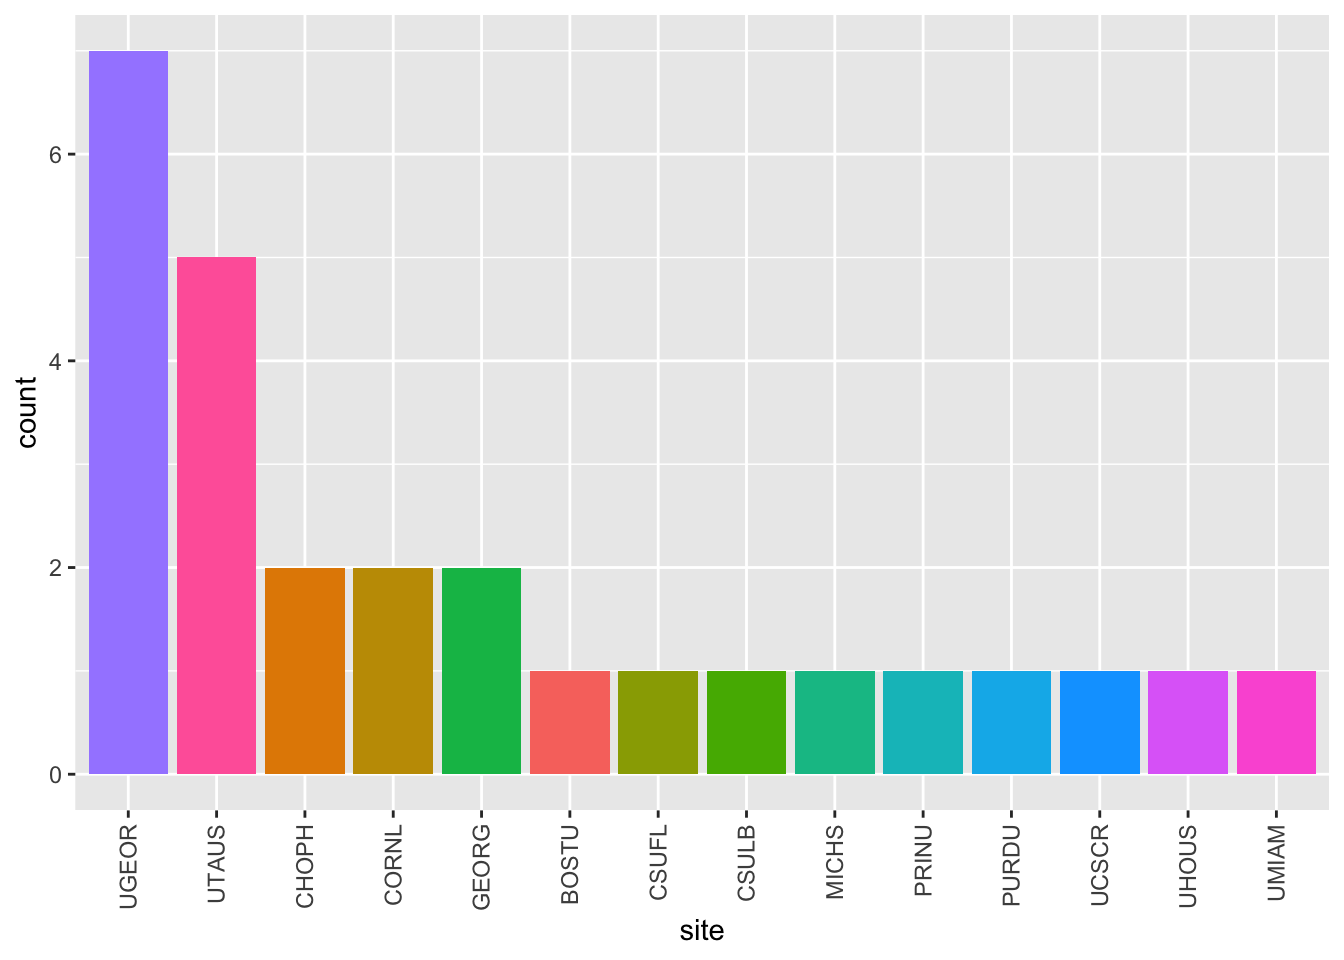 count
6
4
2
0
UGEOR
UTAUS
CHOPH
CORNL
GEORG
BOSTU
CSUFL
CSULB
MICHS
PRINU
PURDU
UCSCR
UHOUS
UMIAM
site